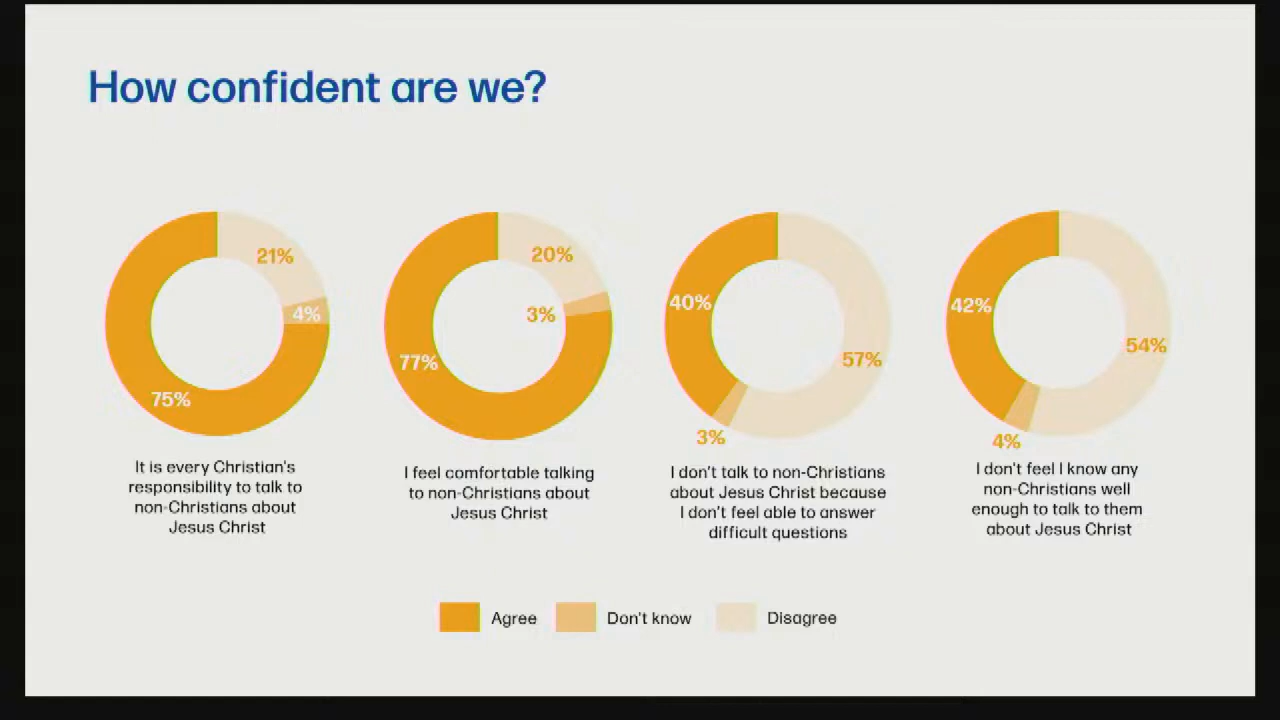 How confident are we?
21%
4%
75%
It is every Christian's
responsibility to talk to
non-Christians about
Jesus Christ
20%
3%
77%
I feel comfortable talking
to non-Christians about
Jesus Christ
40%
57%
3%
I don't talk to non-Christians
about Jesus Christ because
I don't feel able to answer
difficult questions
42%
54%
4%
I don't feel I know any
non-Christians well
enough to talk to them
about Jesus Christ
Agree
Don't know
Disagree